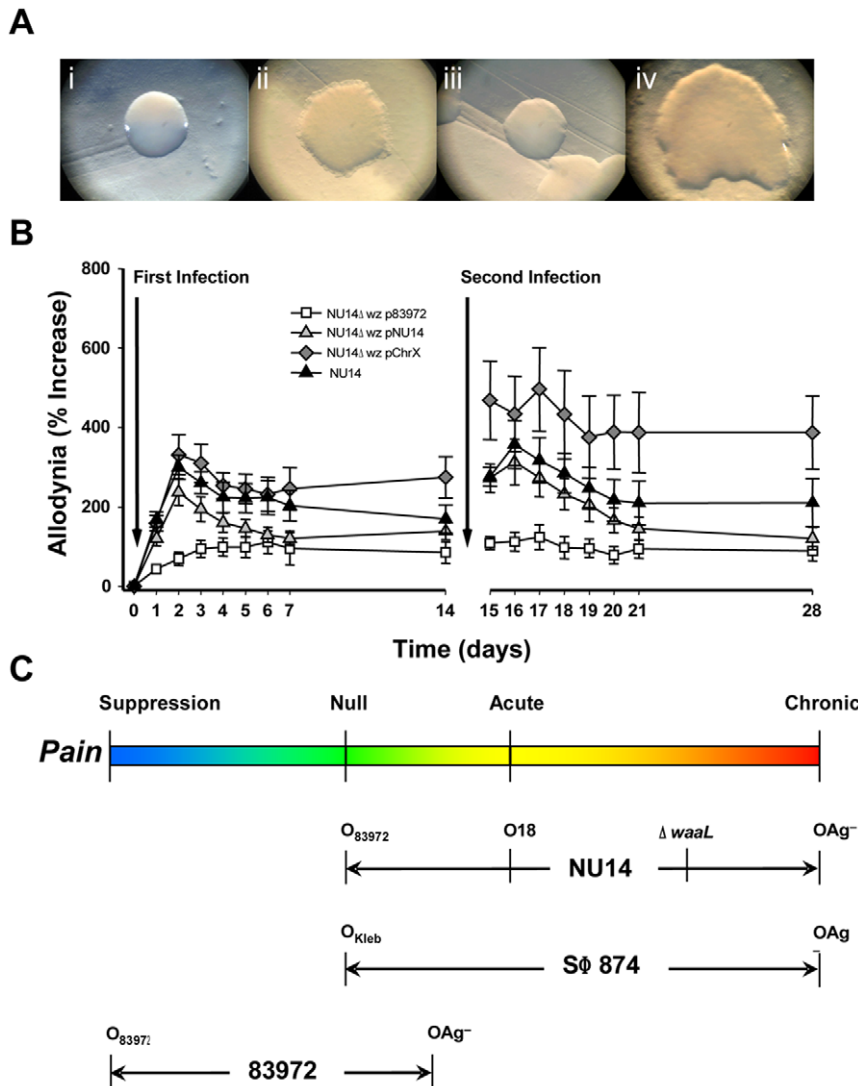 A
i ii iii iv
B
800
600
400
200
0
Allodynia (% Increase)
First Infection
Second Infection
NU14Δ wz p83972
NU14Δ wz pNU14
NU14Δ wz pChrX
NU14
0 1 2 3 4 5 6 7 14 15 16 17 18 19 20 21 28
Time (days)
C
Suppression Null Acute Chronic
Pain
O83972 O18 Δ waaL OAg–
NU14
OKleb OAg
–
SΦ 874
O83972 OAg–
83972